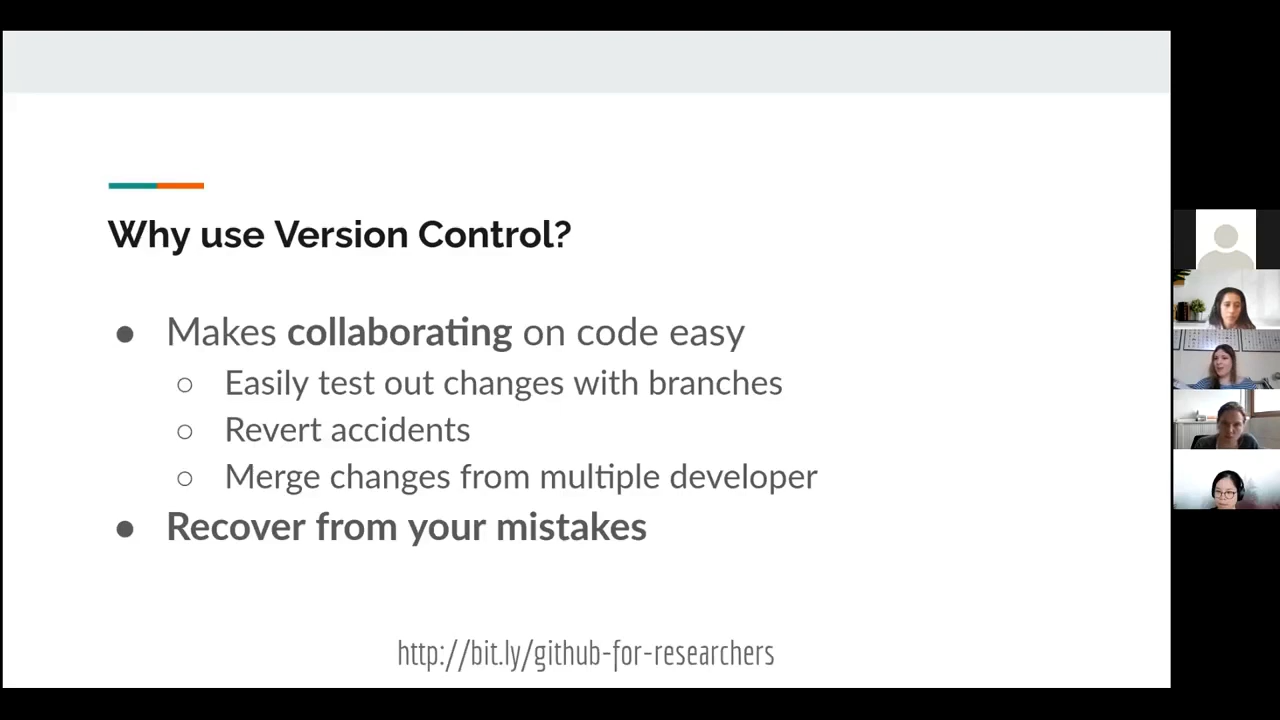 Why use Version Control?
● Makes collaborating on code easy
○ Easily test out changes with branches
○ Revert accidents
○ Merge changes from multiple developer
● Recover from your mistakes
http://bit.ly/github-for-researchers